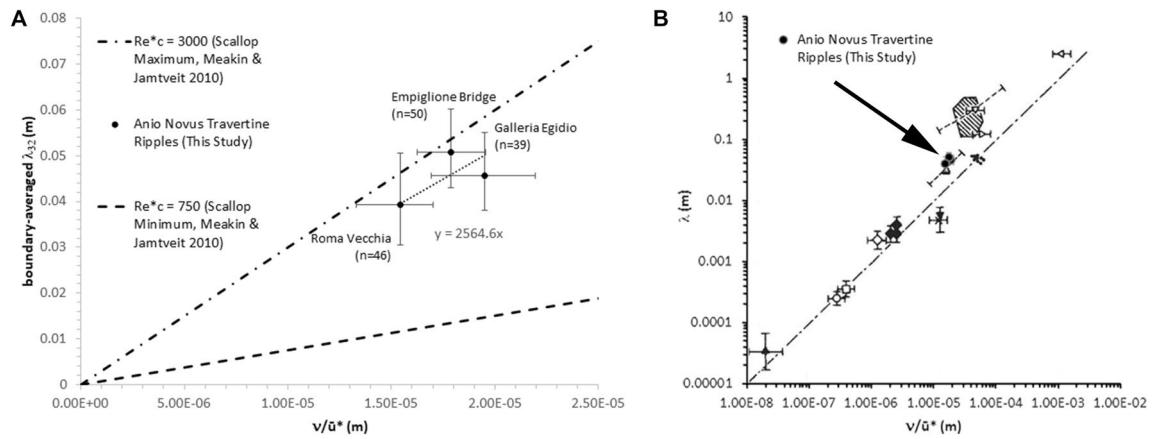 A
0.08
0.07
0.06
0.05
0.04
0.03
0.02
0.01
0
boundary-averaged λ32 (m)
Re*c = 3000 (Scallop
Maximum, Meakin &
Jamtveit 2010)
Anio Novus Travertine
Ripples (This Study)
Re*c = 750 (Scallop
Minimum, Meakin &
Jamtveit 2010)
Empiglione Bridge
(n=50)
Galleria Egidio
(n=39)
Roma Vecchia
(n=46)
y = 2564.6x
0.00E+00 5.00E-06 1.00E-05 1.50E-05 2.00E-05 2.50E-05
ν/ū* (m)
B
Anio Novus Travertine
Ripples (This Study)
10
1
0.1
0.01
0.001
0.0001
0.00001
λ (m)
1.00E-08 1.00E-07 1.00E-06 1.00E-05 1.00E-04 1.00E-03 1.00E-02
ν/ū* (m)